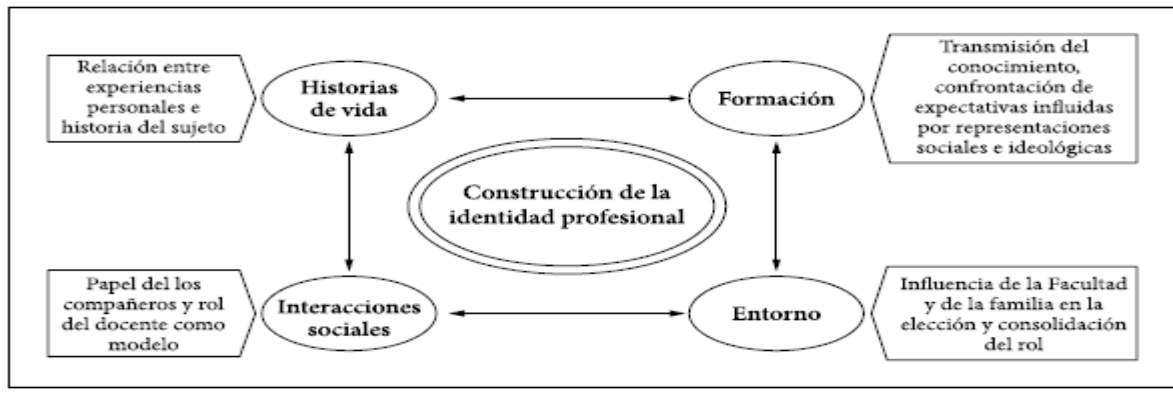 Relación entre
experiencias
personales e
historia del sujeto
Historias
de vida
Formación
Transmisión del
conocimiento,
confrontación de
expectativas influidas
por representaciones
sociales e ideológicas
Construcción de la
identidad profesional
Papel del los
compañeros y rol
del docente como
modelo
Interacciones
sociales
Entorno
Influencia de la Facultad
y de la familia en la
elección y consolidación
del rol